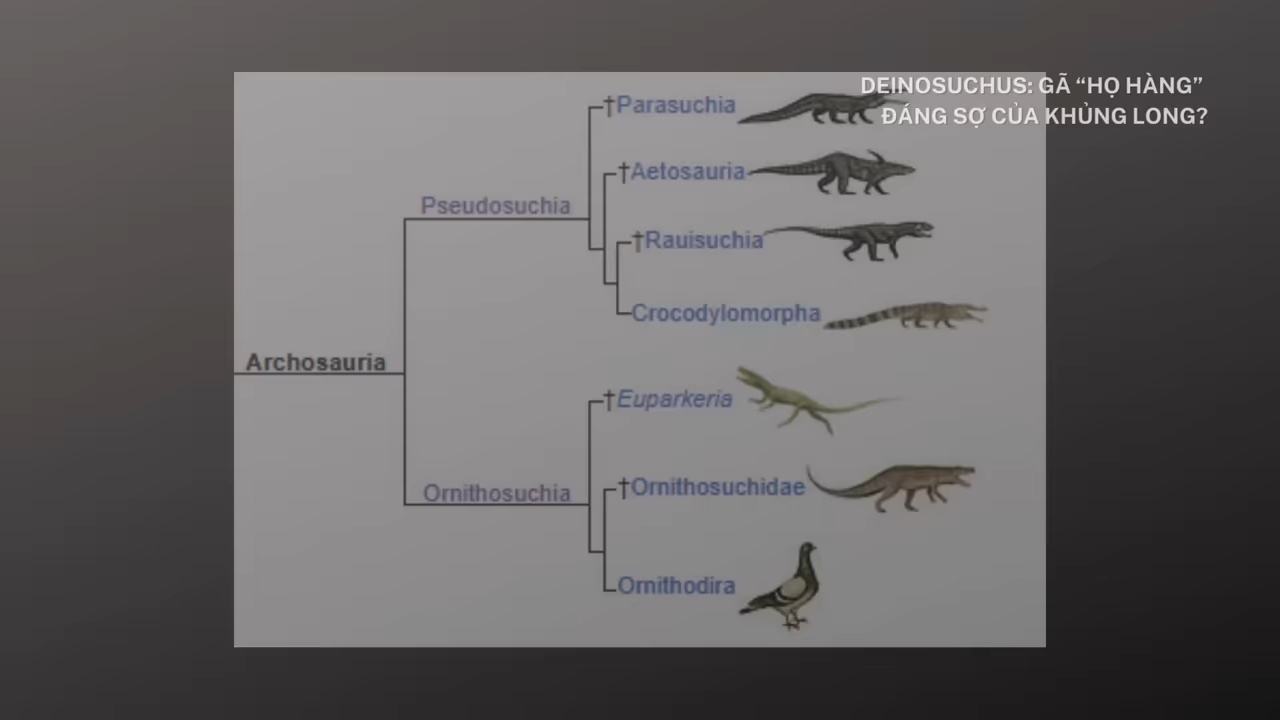 DEINOSUCHUS: GÃ “HỌ HÀNG”
ĐÁNG SỢ CỦA KHỦNG LONG?
†Parasuchia
†Aetosauria
Pseudosuchia
†Rauisuchia
Crocodylomorpha
Archosauria
†Euparkeria
†Ornithosuchidae
Ornithosuchia
Ornithodira